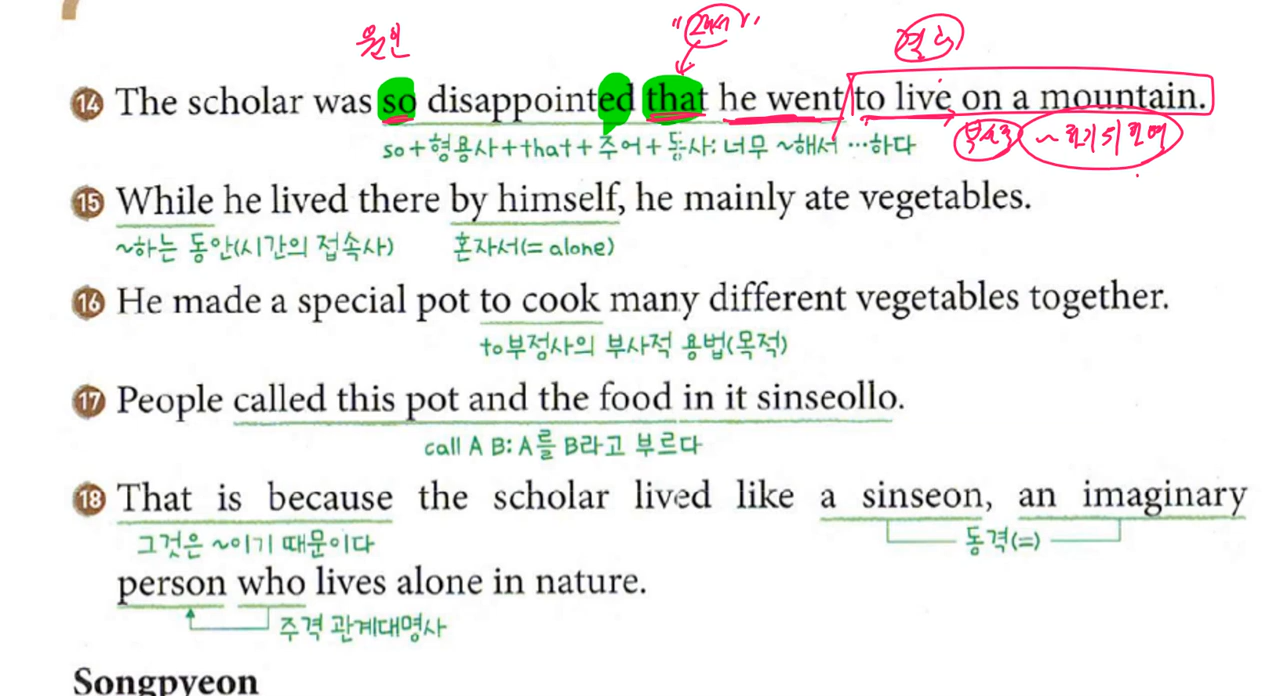 원인 "그래서" 결과
⑭ The scholar was so disappointed that he went to live on a mountain.
so+형용사+that+주어+동사: 너무 ~해서 …하다 부사적 ~하기 위하여
⑮ While he lived there by himself, he mainly ate vegetables.
~하는 동안(시간의 접속사) 혼자서(= alone)
⑯ He made a special pot to cook many different vegetables together.
to부정사의 부사적 용법(목적)
⑰ People called this pot and the food in it sinseollo.
call A B: A를 B라고 부르다
⑱ That is because the scholar lived like a sinseon, an imaginary
그것은 ~이기 때문이다 동격(=)
person who lives alone in nature.
주격 관계대명사
Songpyeon